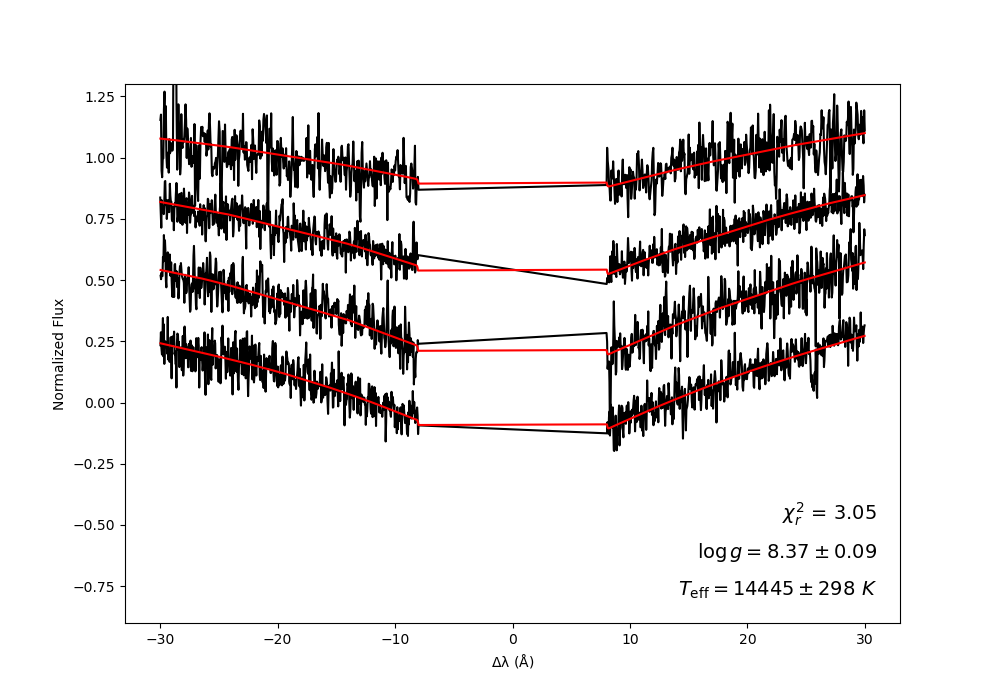 1.25
1.00
0.75
0.50
0.25
0.00
−0.25
−0.50
−0.75
Normalized Flux
χ²ᵣ = 3.05
log g = 8.37 ± 0.09
T_eff = 14445 ± 298 K
−30 −20 −10 0 10 20 30
Δλ (Å)